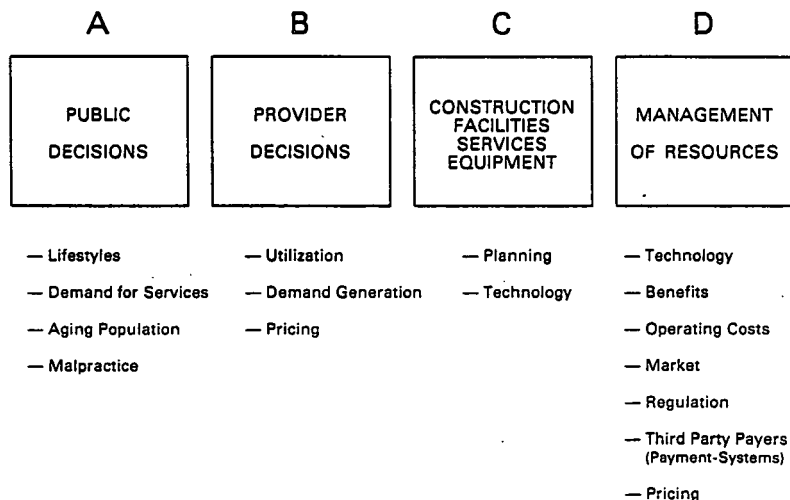 A
B
C
D
PUBLIC
DECISIONS
PROVIDER
DECISIONS
CONSTRUCTION
FACILITIES
SERVICES
EQUIPMENT
MANAGEMENT
OF RESOURCES
— Lifestyles
— Demand for Services
— Aging Population
— Malpractice
— Utilization
— Demand Generation
— Pricing
— Planning
— Technology
— Technology
— Benefits
— Operating Costs
— Market
— Regulation
— Third Party Payers
(Payment-Systems)
— Pricing